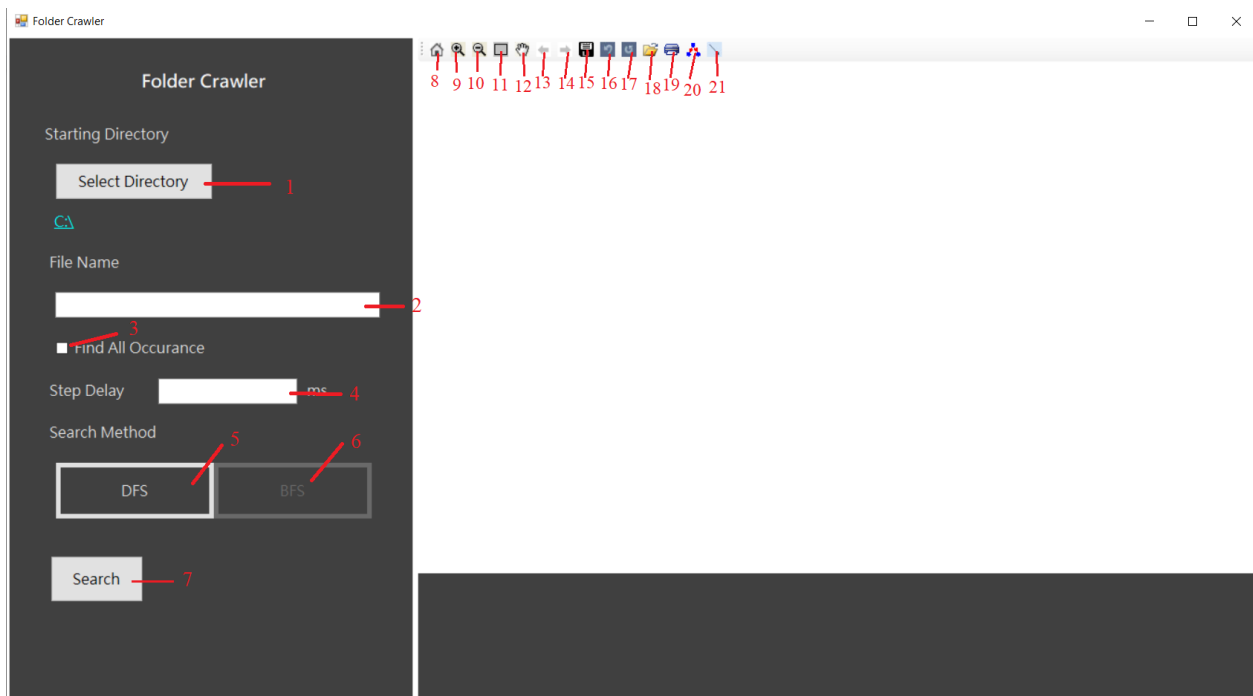 Folder Crawler
Folder Crawler
8 9 10 11 12 13 14 15 16 17 18 19 20 21
Starting Directory
Select Directory 1
C:\
File Name
2
3
Find All Occurance
Step Delay ms 4
Search Method
5 6
DFS BFS
Search 7